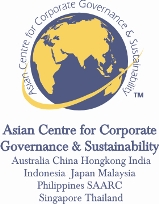 Asian Centre for Corporate Governance & Sustainability
TM
Asian Centre for Corporate
Governance & Sustainability
Australia China Hongkong India
Indonesia Japan Malaysia
Philippines SAARC
Singapore Thailand